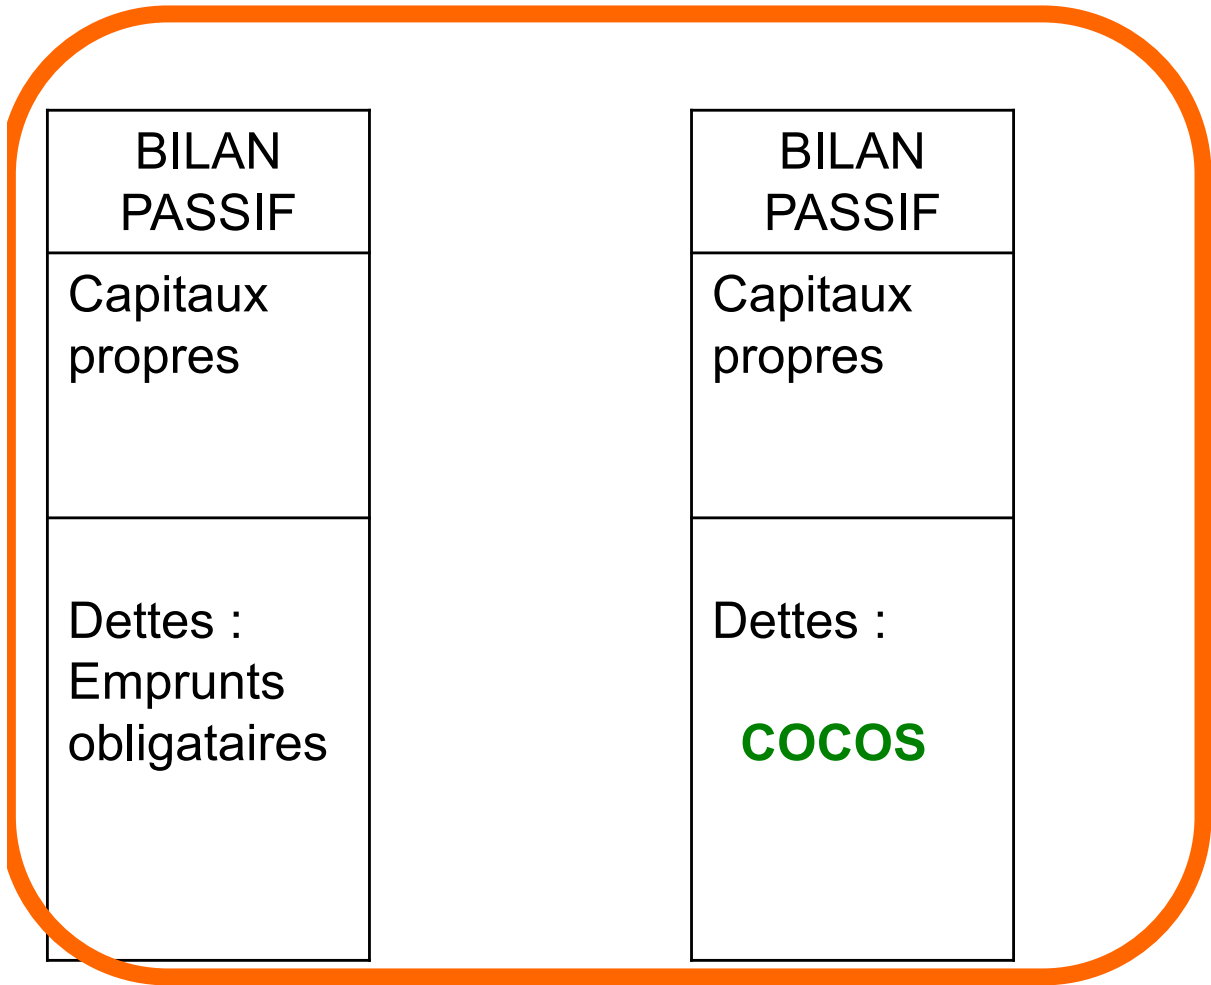 BILAN
PASSIF
Capitaux
propres
Dettes :
Emprunts
obligataires
BILAN
PASSIF
Capitaux
propres
Dettes :
COCOS